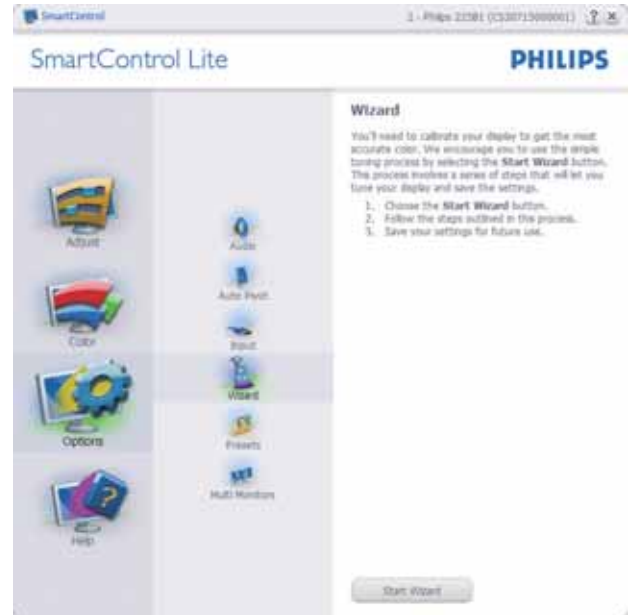 SmartControl
SmartControl Lite
PHILIPS
Adjust
Color
Options
Help
Audio
Auto Pivot
Input
Wizard
Presets
Multi Monitors
Wizard
You'll need to calibrate your display to get the most
accurate color. We encourage you to use the simple
tuning process by selecting the Start Wizard button.
This process involves a series of steps that will let you
tune your display and save the settings.
1. Choose the Start Wizard button.
2. Follow the steps outlined in this process.
3. Save your settings for future use.
Start Wizard